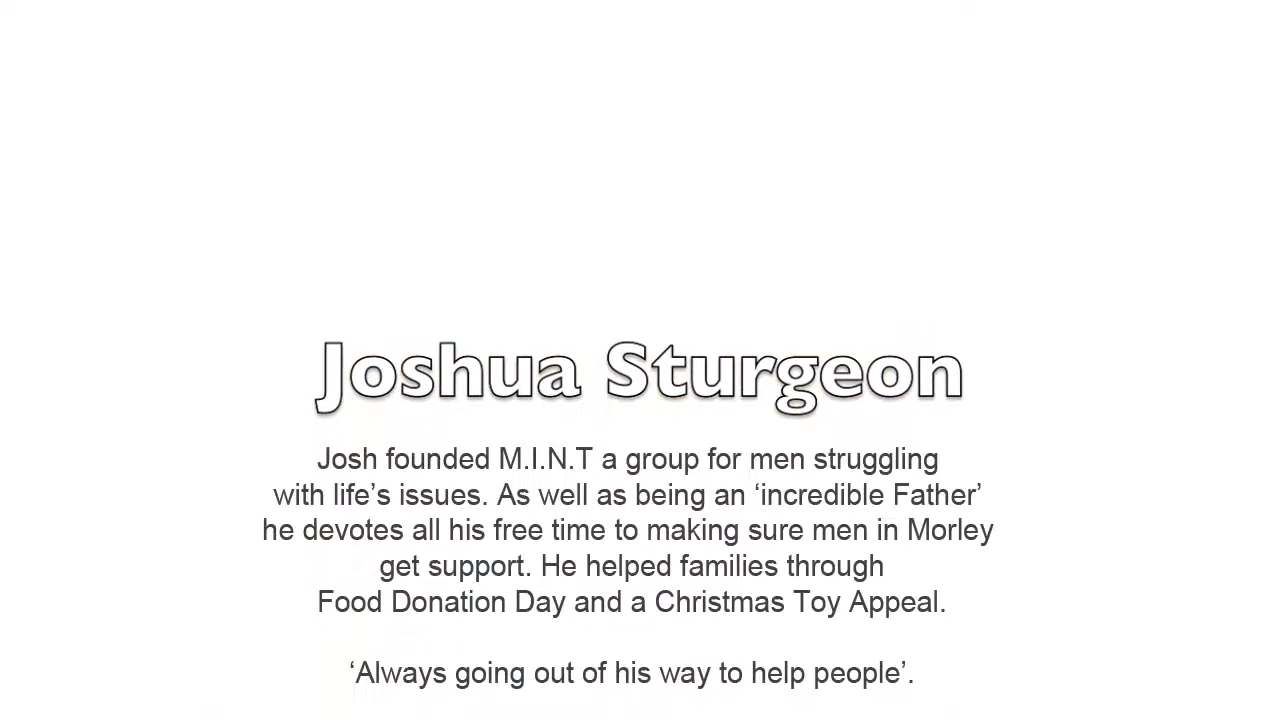 Joshua Sturgeon
Josh founded M.I.N.T a group for men struggling
with life’s issues. As well as being an ‘incredible Father’
he devotes all his free time to making sure men in Morley
get support. He helped families through
Food Donation Day and a Christmas Toy Appeal.
‘Always going out of his way to help people’.